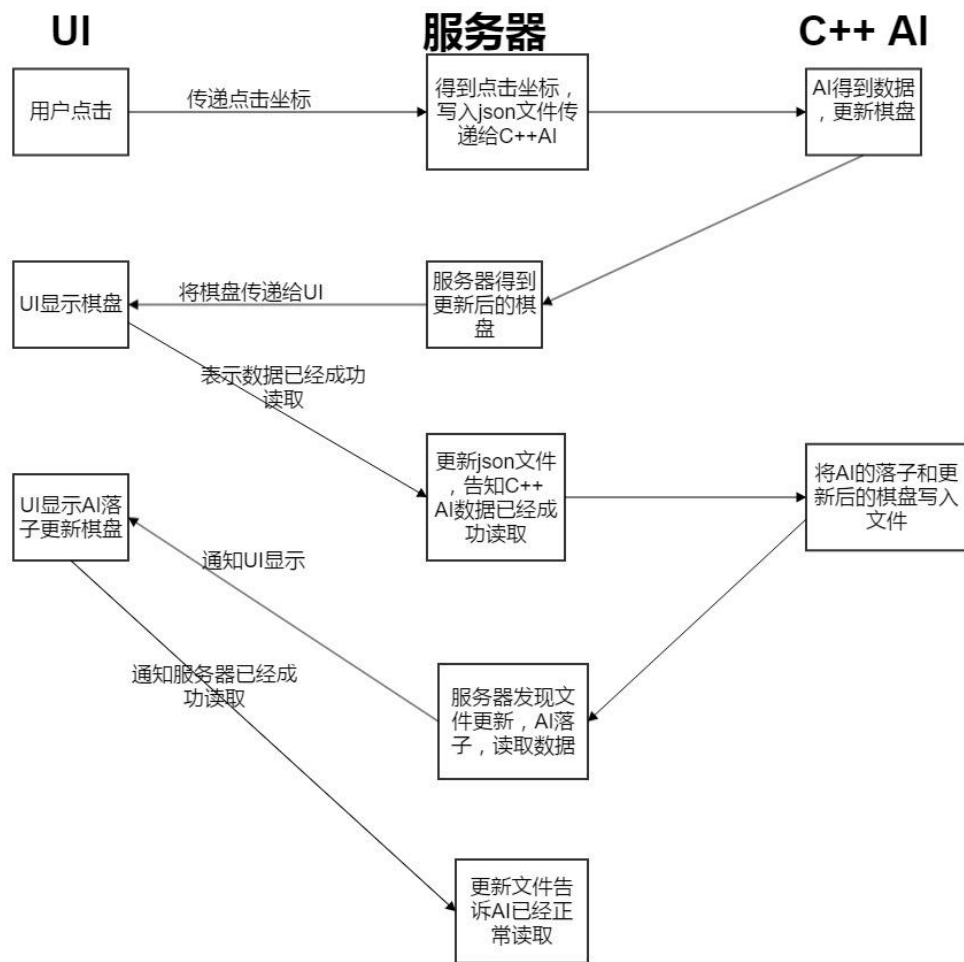 UI
服务器
C++ AI
用户点击
传递点击坐标
得到点击坐标，
写入json文件传
递给C++AI
AI得到数据
，更新棋盘
UI显示棋盘
将棋盘传递给UI
服务器得到
更新后的棋
盘
表示数据已经成功
读取
UI显示AI落
子更新棋盘
更新json文件
，告知C++
AI数据已经成
功读取
将AI的落子和更
新后的棋盘写入
文件
通知UI显示
通知服务器已经成
功读取
服务器发现文
件更新，AI落
子，读取数据
更新文件告
诉AI已经正
常读取